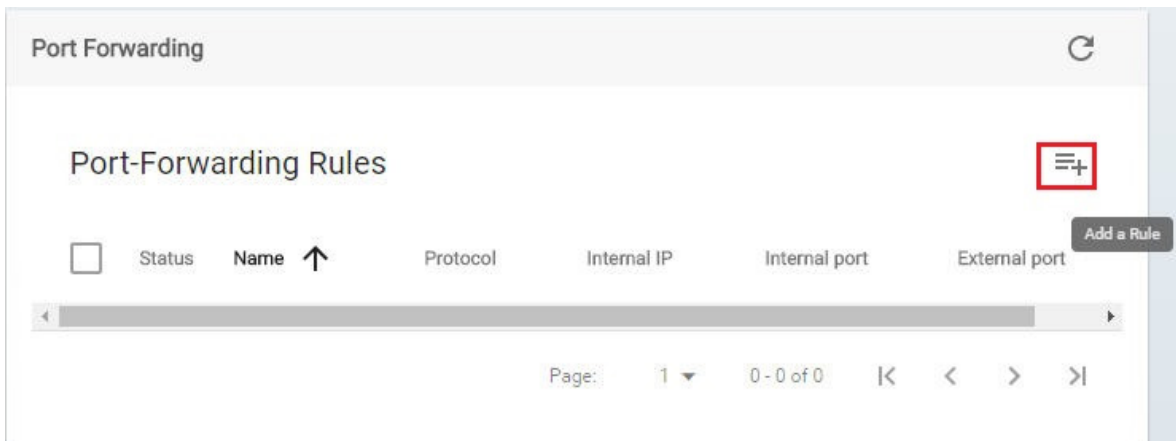 Port Forwarding
Port-Forwarding Rules
Add a Rule
Status Name Protocol Internal IP Internal port External port
Page: 1 0 - 0 of 0